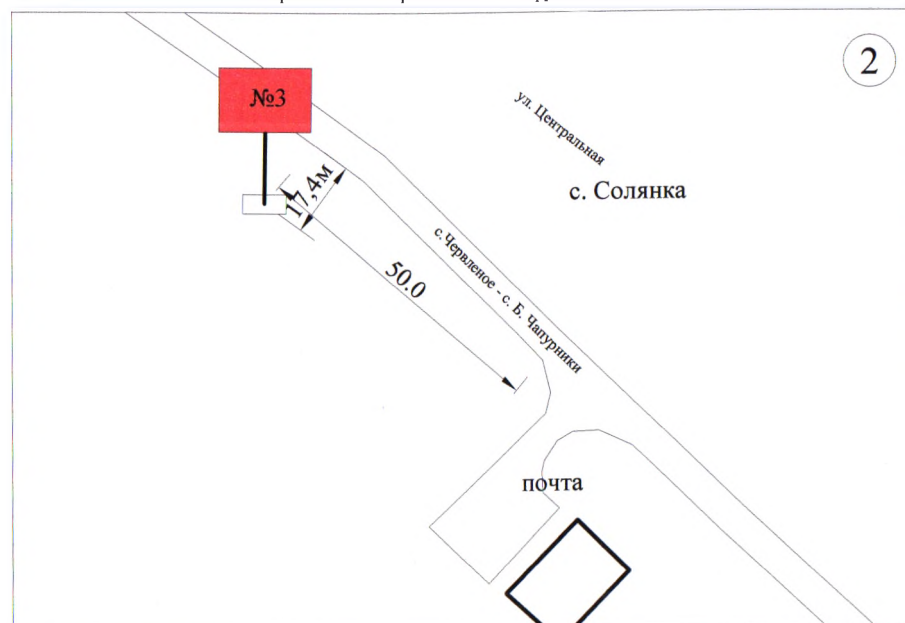 2
№3
ул. Центральная
с. Солянка
17,4м
с.Червленое - с. Б. Чапурники
50.0
почта